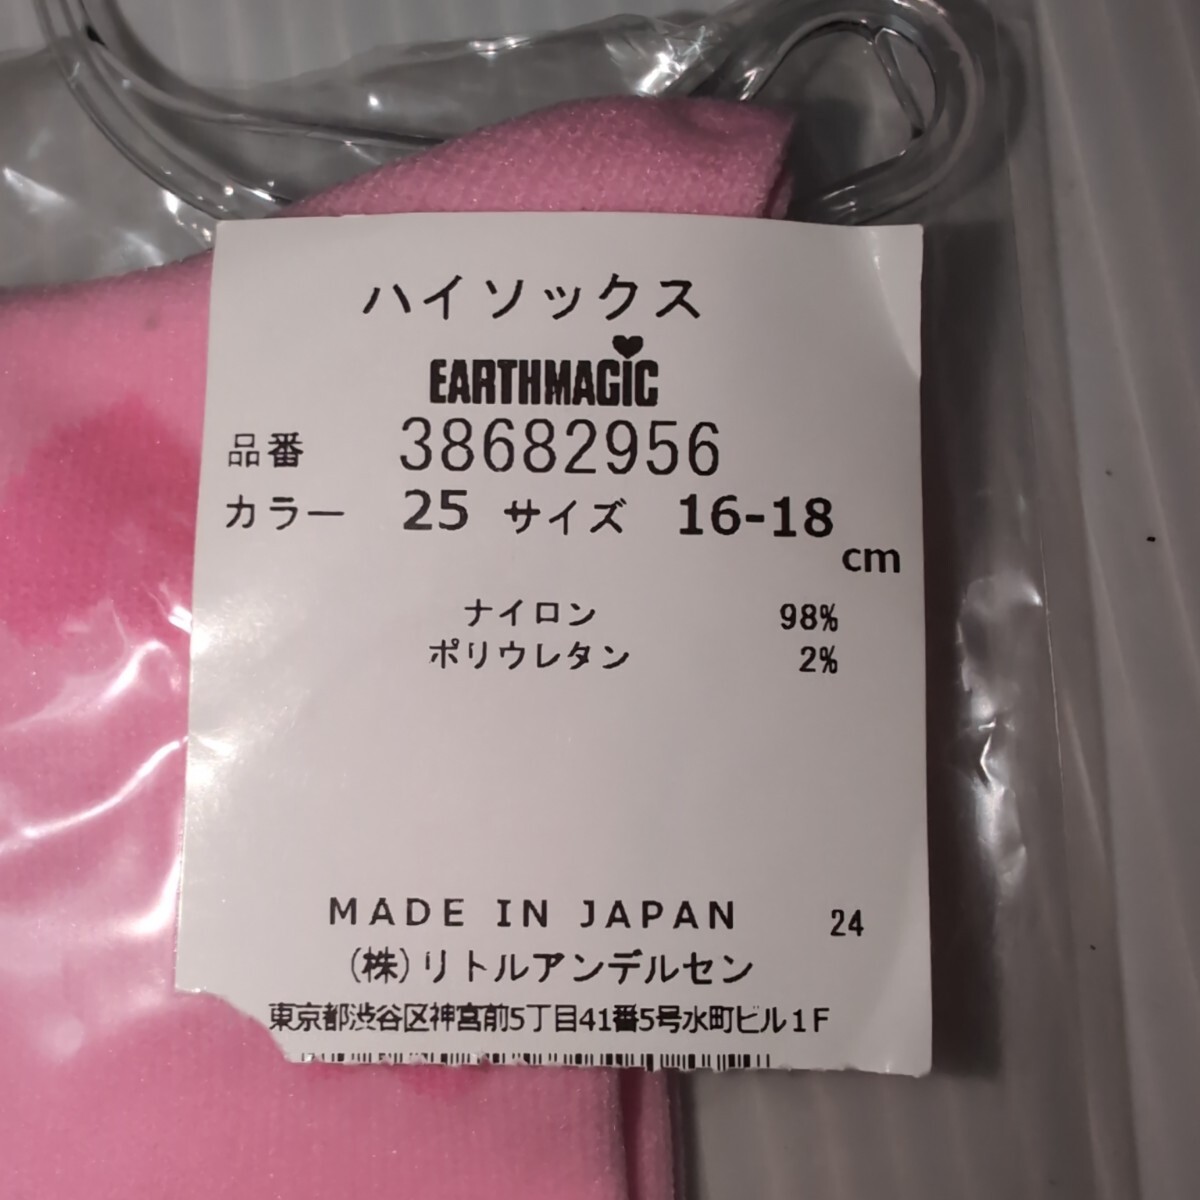 ハイソックス
EARTHMAGIC
品番 38682956
カラー 25 サイズ 16-18 cm
ナイロン 98%
ポリウレタン 2%
MADE IN JAPAN 24
(株)リトルアンデルセン
東京都渋谷区神宮前5丁目41番5号水町ビル1F